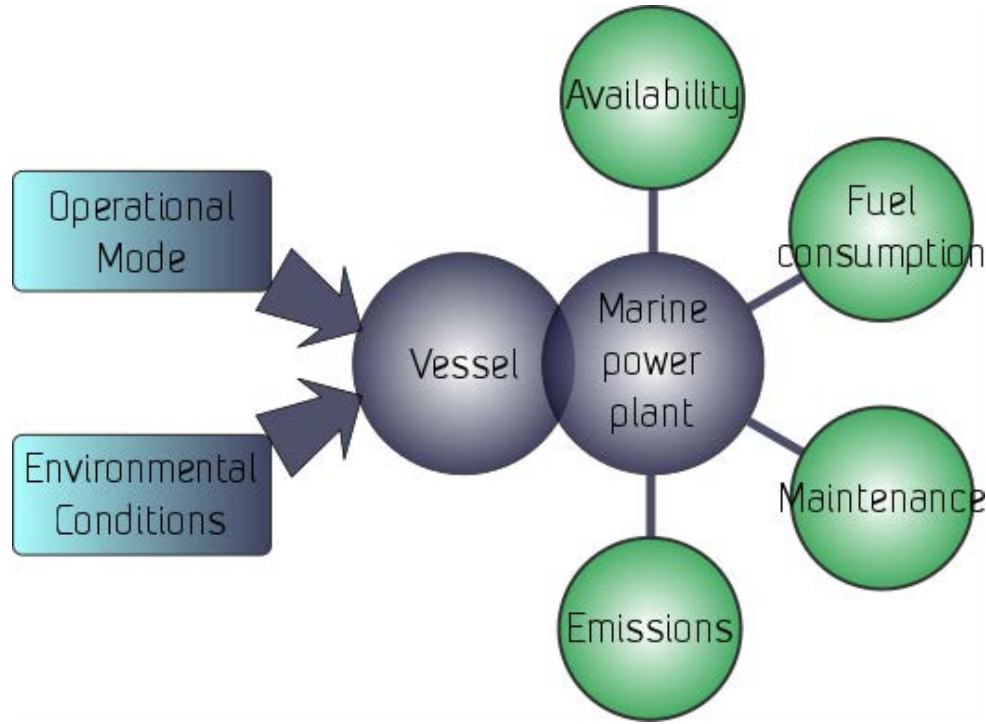 Availability
Fuel
consumption
Operational
Mode
Vessel
Marine
power
plant
Environmental
Conditions
Maintenance
Emissions